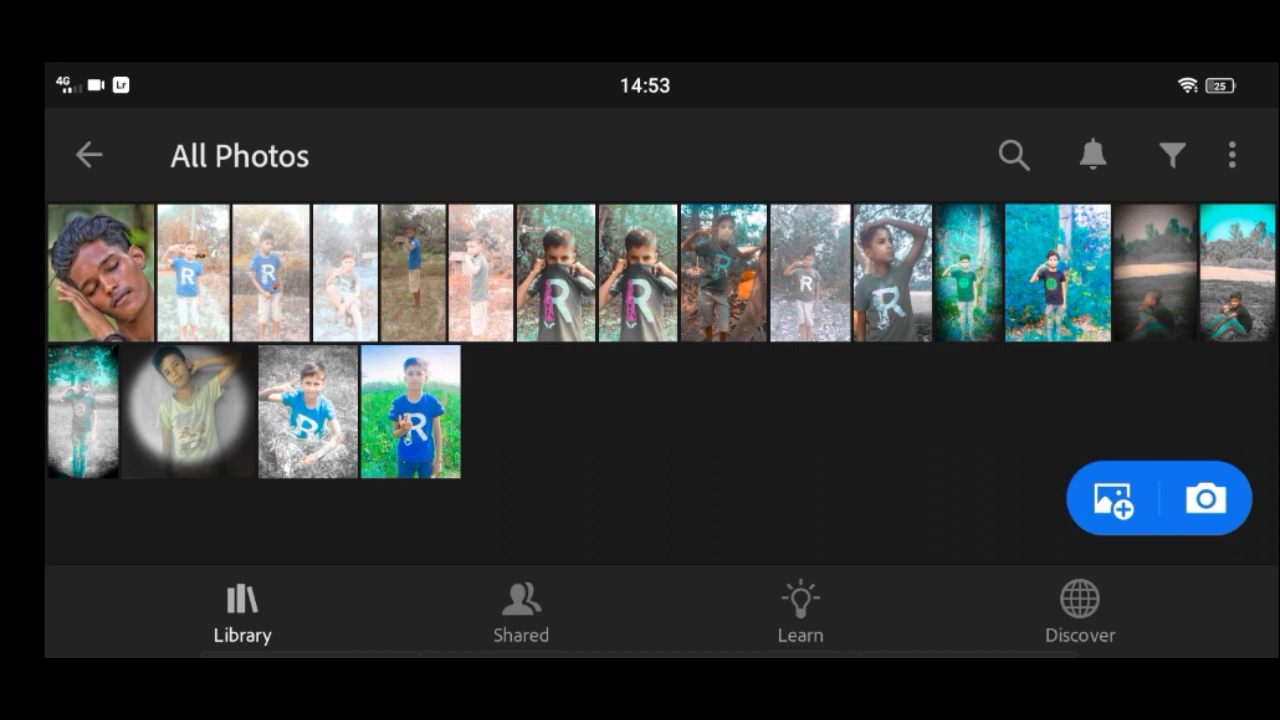 4G Lr 14:53 25
All Photos
R R R R R R R R R R
Library Shared Learn Discover